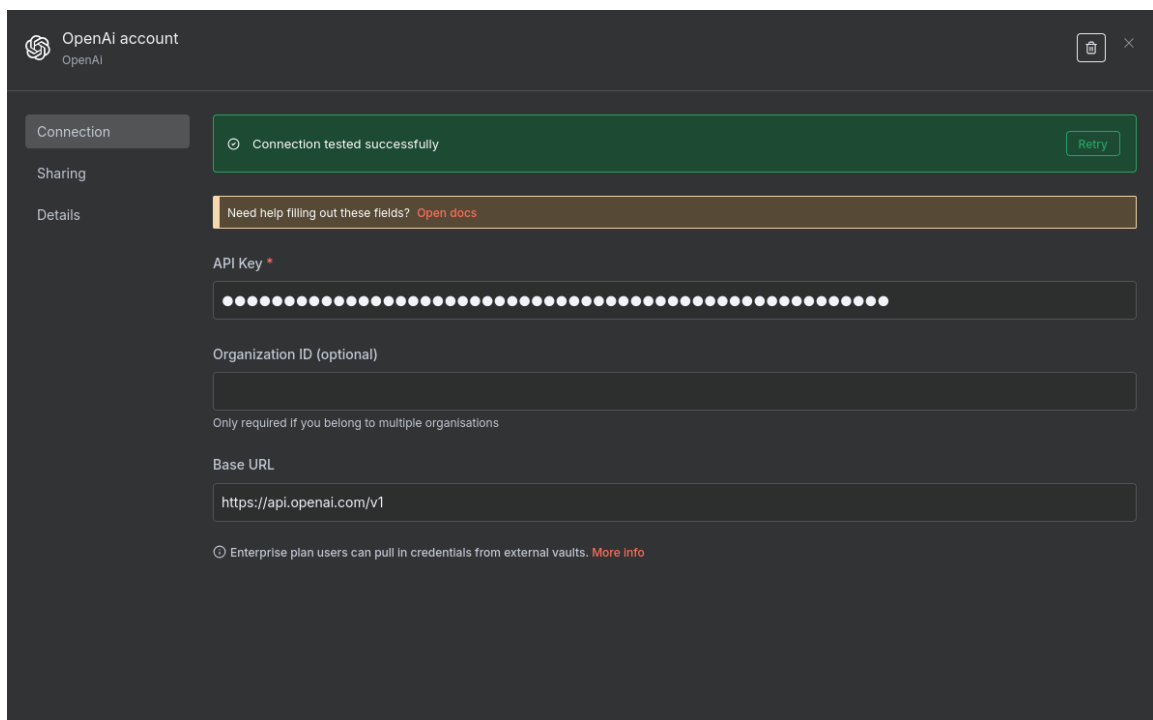 OpenAi account
OpenAi
Connection
Sharing
Details
Connection tested successfully
Retry
Need help filling out these fields? Open docs
API Key *
Organization ID (optional)
Only required if you belong to multiple organisations
Base URL
https://api.openai.com/v1
Enterprise plan users can pull in credentials from external vaults. More info